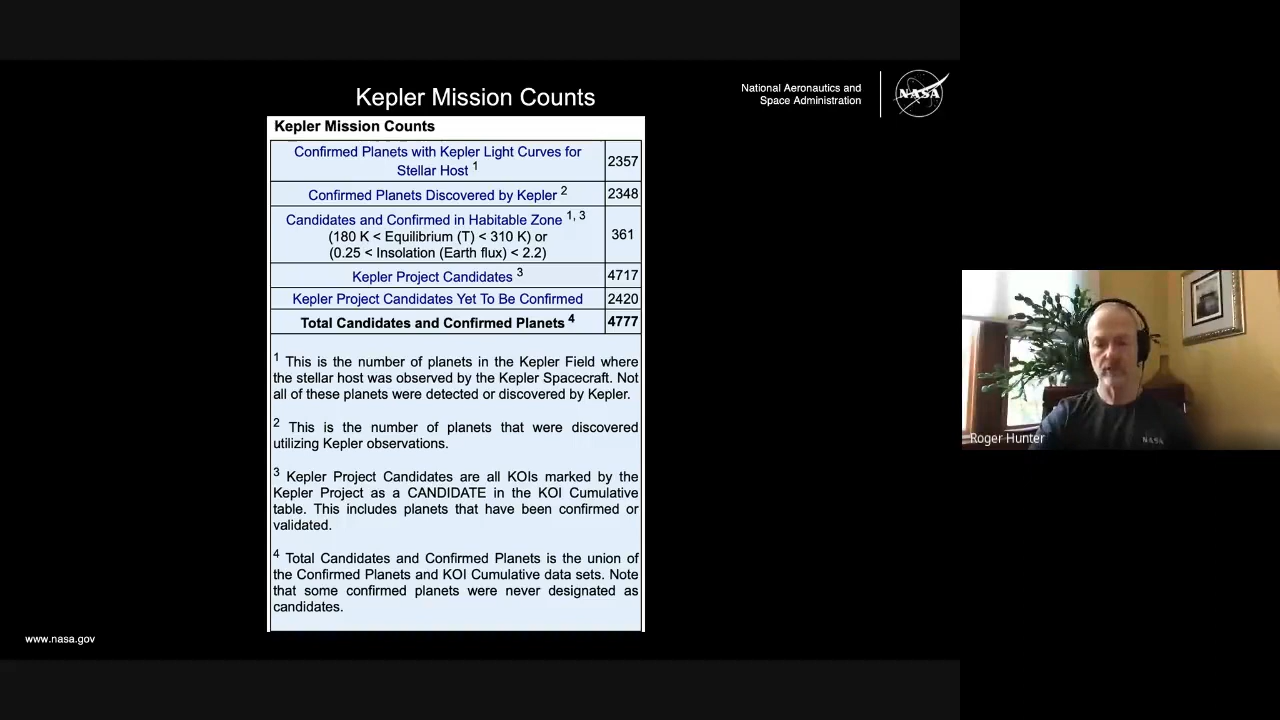 Kepler Mission Counts
National Aeronautics and
Space Administration
NASA
Kepler Mission Counts
Confirmed Planets with Kepler Light Curves for
Stellar Host 1
2357
Confirmed Planets Discovered by Kepler 2
2348
Candidates and Confirmed in Habitable Zone 1, 3
(180 K < Equilibrium (T) < 310 K) or
(0.25 < Insolation (Earth flux) < 2.2)
361
Kepler Project Candidates 3
4717
Kepler Project Candidates Yet To Be Confirmed
2420
Total Candidates and Confirmed Planets 4
4777
1 This is the number of planets in the Kepler Field where
the stellar host was observed by the Kepler Spacecraft. Not
all of these planets were detected or discovered by Kepler.
2 This is the number of planets that were discovered
utilizing Kepler observations.
3 Kepler Project Candidates are all KOIs marked by the
Kepler Project as a CANDIDATE in the KOI Cumulative
table. This includes planets that have been confirmed or
validated.
4 Total Candidates and Confirmed Planets is the union of
the Confirmed Planets and KOI Cumulative data sets. Note
that some confirmed planets were never designated as
candidates.
www.nasa.gov
Roger Hunter
NASA